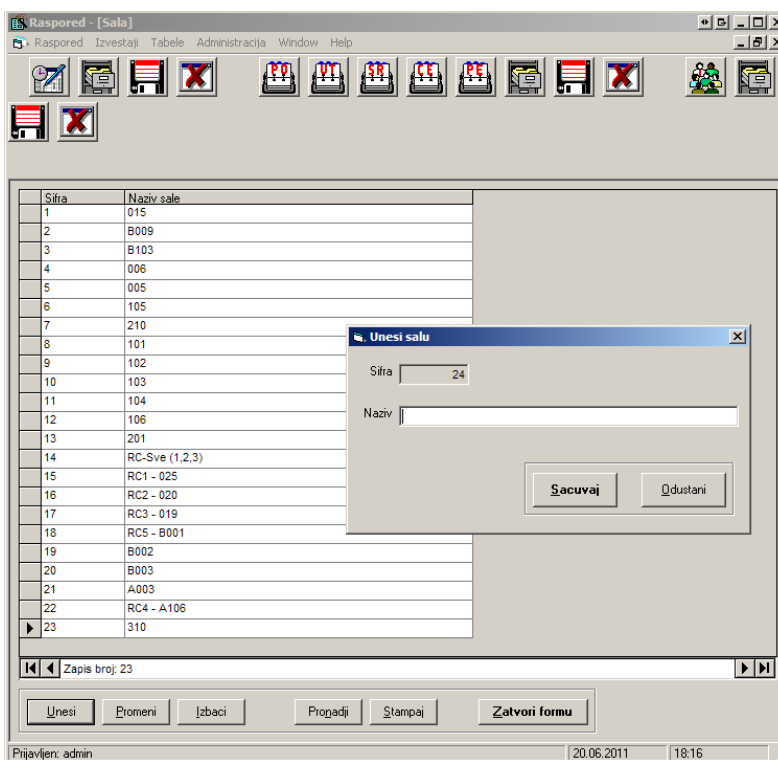 Raspored - [Sala]
Raspored Izvestaji Tabele Administracija Window Help
PO UT SR CE PE
Sifra Naziv sale
1 015
2 B009
3 B103
4 006
5 005
6 105
7 210
8 101
9 102
10 103
11 104
12 106
13 201
14 RC-Sve (1,2,3)
15 RC1 - 025
16 RC2 - 020
17 RC3 - 019
18 RC5 - B001
19 B002
20 B003
21 A003
22 RC4 - A106
23 310
Unesi salu
Sifra 24
Naziv
Sacuvaj Odustani
Zapis broj: 23
Unesi Promeni Izbaci Pronadji Stampaj Zatvori formu
Prijavljen: admin 20.06.2011 18:16